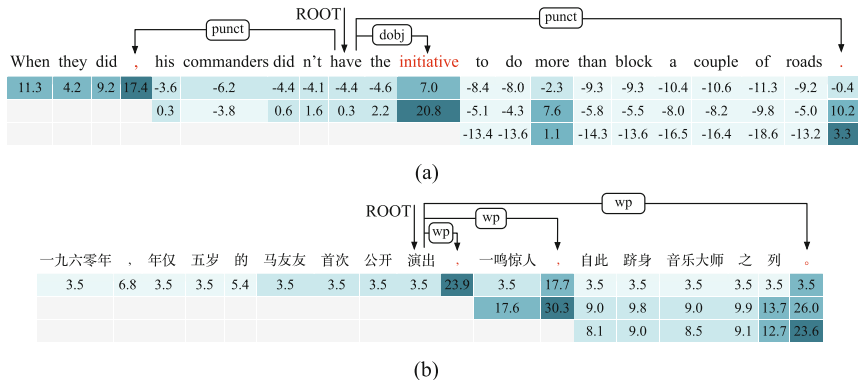 punct
ROOT
punct
dobj
When they did , his commanders did n't have the initiative to do more than block a couple of roads .
11.3 4.2 9.2 17.4 -3.6 -6.2 -4.4 -4.1 -4.4 -4.6 7.0 -8.4 -8.0 -2.3 -9.3 -9.3 -10.4 -10.6 -11.3 -9.2 -0.4
0.3 -3.8 0.6 1.6 0.3 2.2 20.8 -5.1 -4.3 7.6 -5.8 -5.5 -8.0 -8.2 -9.8 -5.0 10.2
-13.4 -13.6 1.1 -14.3 -13.6 -16.5 -16.4 -18.6 -13.2 3.3
(a)
wp
ROOT
wp
wp
一九六零年 , 年仅 五岁 的 马友友 首次 公开 演出 , 一鸣惊人 , 自此 跻身 音乐大师 之 列 。
3.5 6.8 3.5 3.5 5.4 3.5 3.5 3.5 3.5 23.9 3.5 17.7 3.5 3.5 3.5 3.5 3.5 3.5
17.6 30.3 9.0 9.8 9.0 9.9 13.7 26.0
8.1 9.0 8.5 9.1 12.7 23.6
(b)